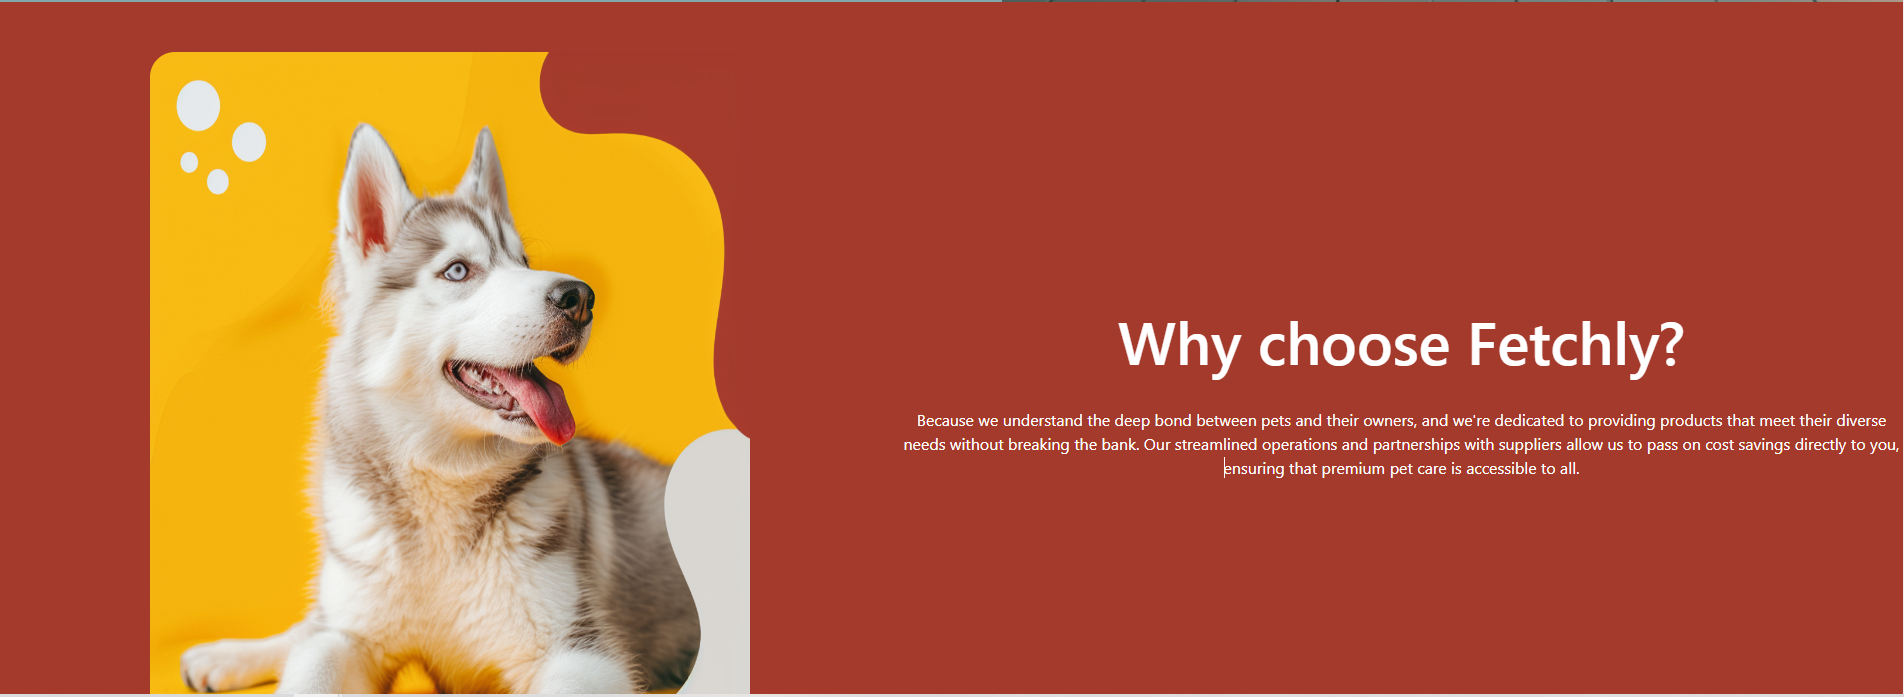 Why choose Fetchly?
Because we understand the deep bond between pets and their owners, and we're dedicated to providing products that meet their diverse
needs without breaking the bank. Our streamlined operations and partnerships with suppliers allow us to pass on cost savings directly to you,
ensuring that premium pet care is accessible to all.